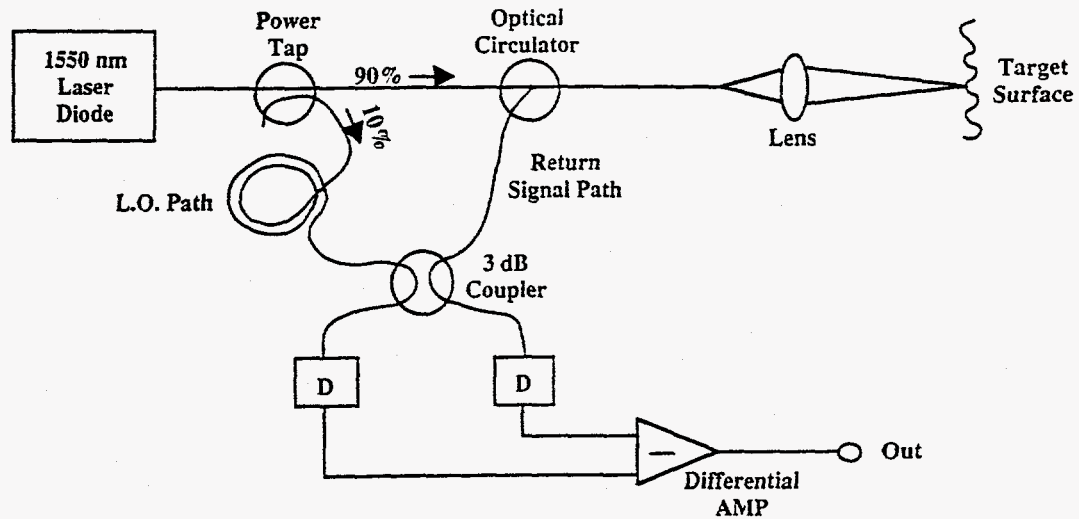 1550 nm
Laser
Diode
Power
Tap
90%
10%
Optical
Circulator
Lens
Target
Surface
L.O. Path
Return
Signal Path
3 dB
Coupler
D
D
—
Differential
AMP
Out